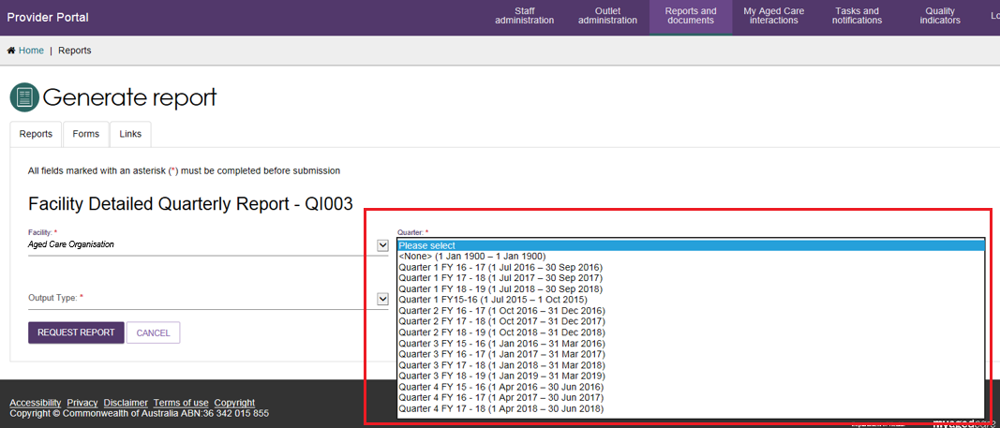 Provider Portal
Staff administration
Outlet administration
Reports and documents
My Aged Care interactions
Tasks and notifications
Quality indicators
Home | Reports
Generate report
Reports
Forms
Links
All fields marked with an asterisk (*) must be completed before submission
Facility Detailed Quarterly Report - QI003
Facility: *
Aged Care Organisation
Quarter: *
Please select
<None> (1 Jan 1900 – 1 Jan 1900)
Quarter 1 FY 16 - 17 (1 Jul 2016 – 30 Sep 2016)
Quarter 1 FY 17 - 18 (1 Jul 2017 – 30 Sep 2017)
Quarter 1 FY 18 - 19 (1 Jul 2018 – 30 Sep 2018)
Quarter 1 FY15-16 (1 Jul 2015 – 1 Oct 2015)
Quarter 2 FY 16 - 17 (1 Oct 2016 – 31 Dec 2016)
Quarter 2 FY 17 - 18 (1 Oct 2017 – 31 Dec 2017)
Quarter 2 FY 18 - 19 (1 Oct 2018 – 31 Dec 2018)
Quarter 3 FY 15 - 16 (1 Jan 2016 – 31 Mar 2016)
Quarter 3 FY 16 - 17 (1 Jan 2017 – 31 Mar 2017)
Quarter 3 FY 17 - 18 (1 Jan 2018 – 31 Mar 2018)
Quarter 3 FY 18 - 19 (1 Jan 2019 – 31 Mar 2019)
Quarter 4 FY 15 - 16 (1 Apr 2016 – 30 Jun 2016)
Quarter 4 FY 16 - 17 (1 Apr 2017 – 30 Jun 2017)
Quarter 4 FY 17 - 18 (1 Apr 2018 – 30 Jun 2018)
Output Type: *
REQUEST REPORT
CANCEL
Accessibility Privacy Disclaimer Terms of use Copyright
Copyright © Commonwealth of Australia ABN:36 342 015 855
myagedcare